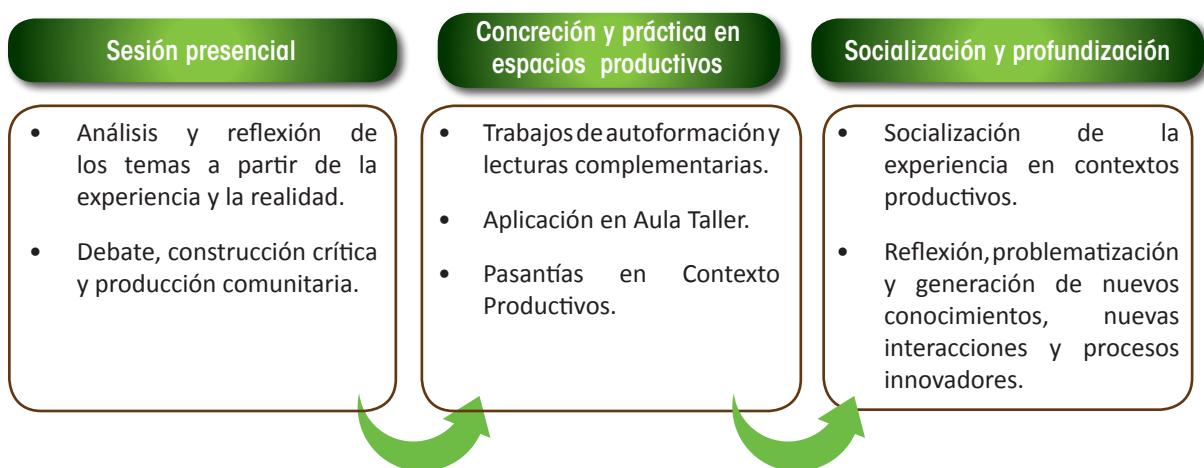 Sesión presencial
• Análisis y reflexión de
los temas a partir de la
experiencia y la realidad.
• Debate, construcción crítica
y producción comunitaria.
Concreción y práctica en
espacios productivos
• Trabajos de autoformación y
lecturas complementarias.
• Aplicación en Aula Taller.
• Pasantías en Contexto
Productivos.
Socialización y profundización
• Socialización de la
experiencia en contextos
productivos.
• Reflexión, problematización
y generación de nuevos
conocimientos, nuevas
interacciones y procesos
innovadores.